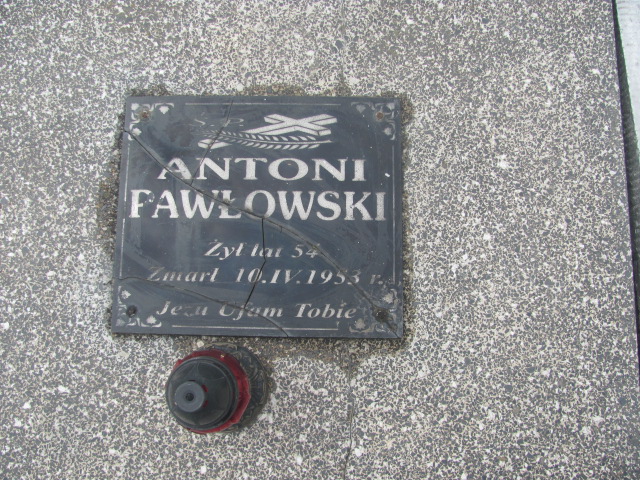 ANTONI
PAWŁOWSKI
Żył lat 54
Zmarł 10.IV.1953 r.
Jezu Ufam Tobie